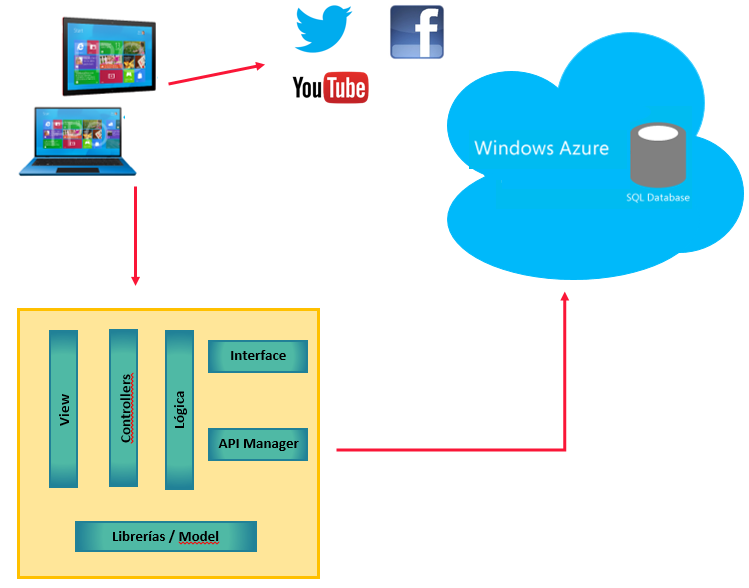 YouTube
Windows Azure
SQL Database
View
Controllers
Lógica
Interface
API Manager
Librerías / Model